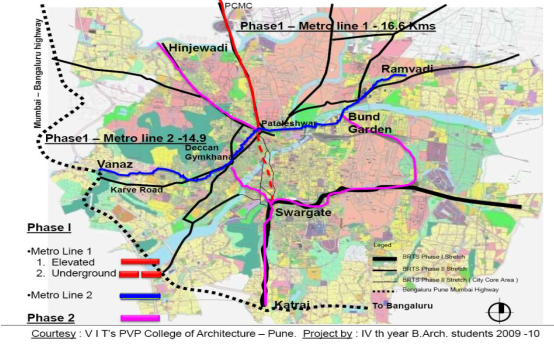 PCMC
Phase1 – Metro line 1 - 16.6 Kms
Hinjewadi
Ramvadi
Mumbai – Bengaluru highway
Bund
Garden
Pataleshwar
Phase1 – Metro line 2 -14.9
Deccan
Gymkhana
Vanaz
Karve Road
Swargate
Phase I
•Metro Line 1
1. Elevated
2. Underground
•Metro Line 2
Phase 2
Katraj
Leged
BRTS Phase I Stretch
BRTS Phase II Stretch
BRTS Phase II Stretch ( City Core Area )
Bengaluru Pune Mumbai Highway
To Bangaluru
Courtesy : V I T's PVP College of Architecture – Pune. Project by : IV th year B.Arch. students 2009 -10